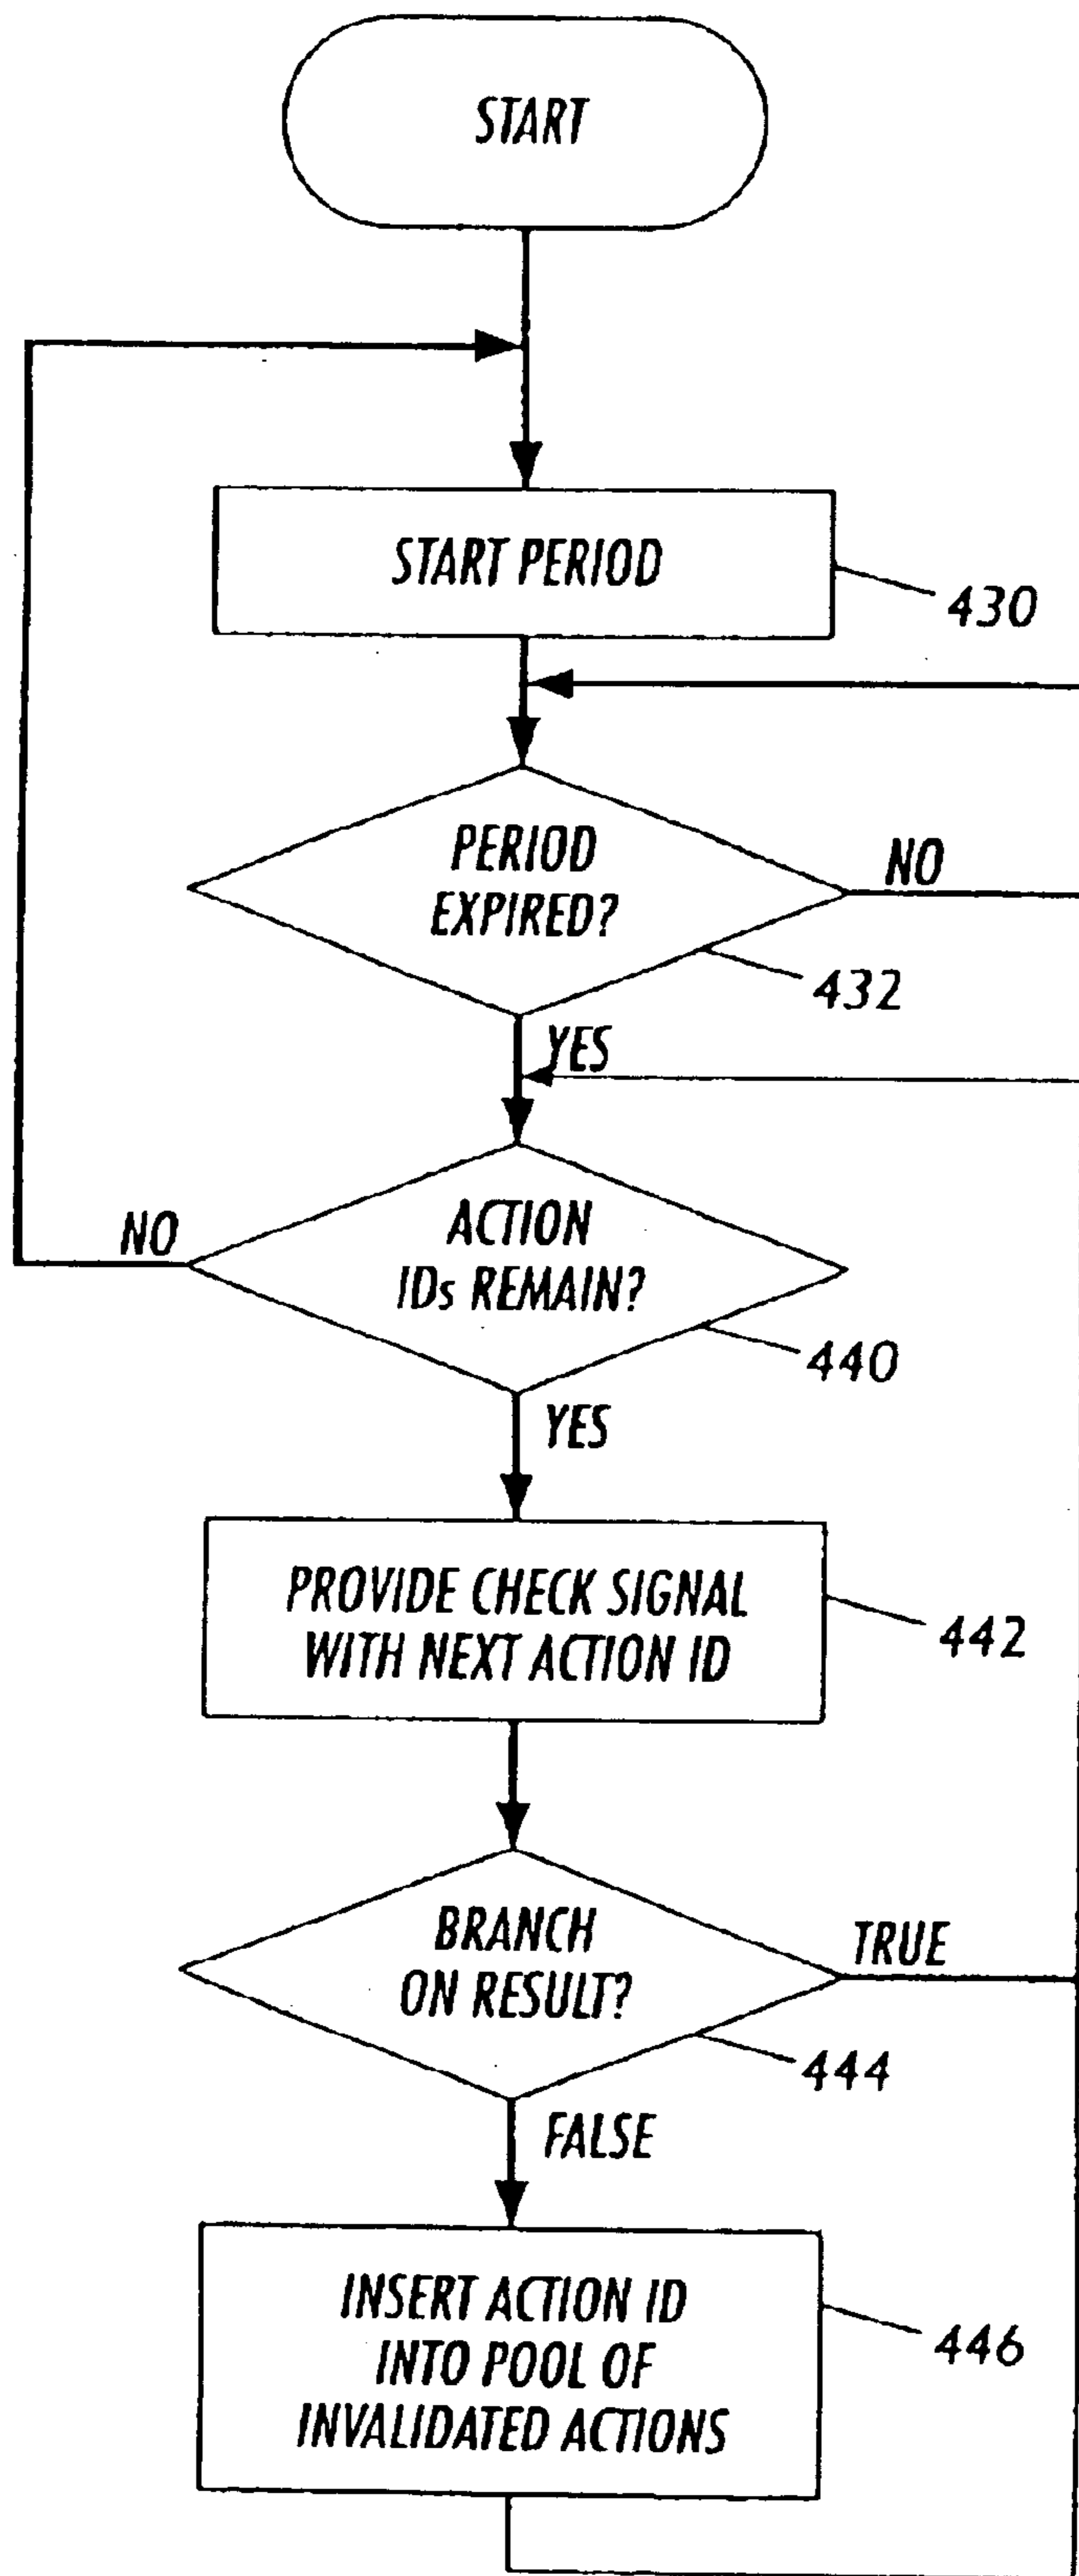 START
START PERIOD
430
PERIOD
EXPIRED?
NO
432
YES
ACTION
IDs REMAIN?
NO
440
YES
PROVIDE CHECK SIGNAL
WITH NEXT ACTION ID
442
BRANCH
ON RESULT?
TRUE
444
FALSE
INSERT ACTION ID
INTO POOL OF
INVALIDATED ACTIONS
446